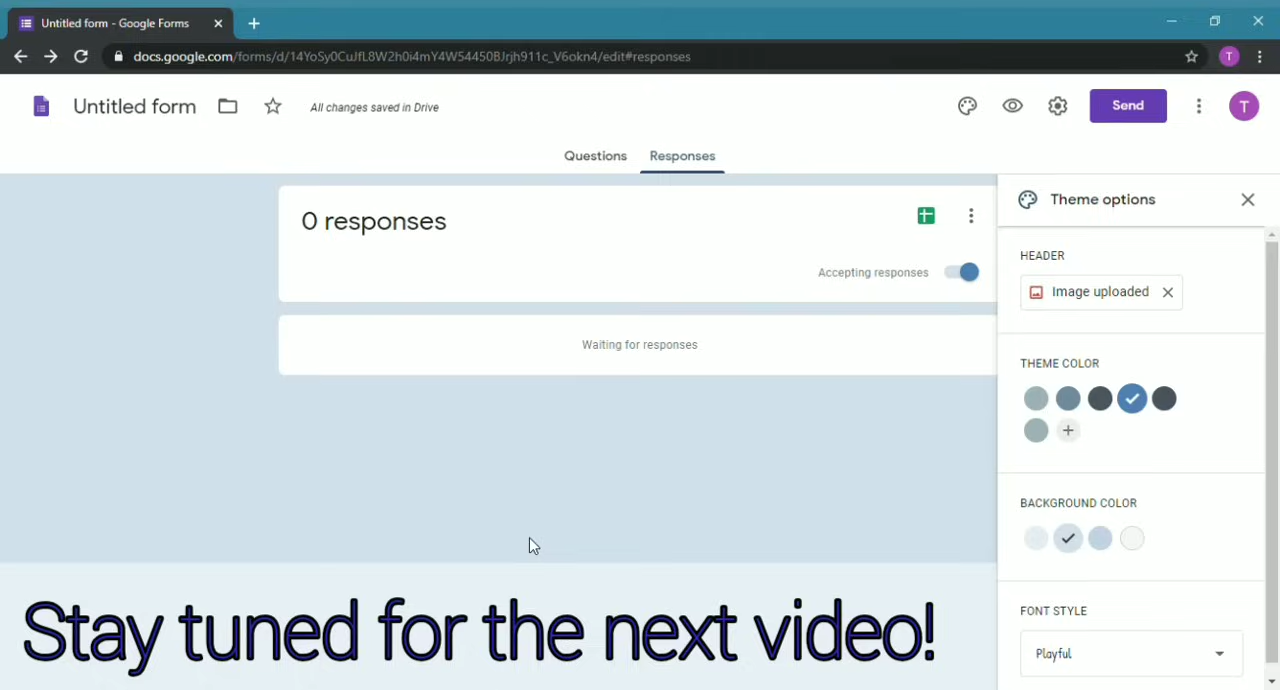 Untitled form - Google Forms
docs.google.com/forms/d/14YoSy0CuJfL8W2h0i4mY4W54450BJrjh911c_V6okn4/edit#responses
T
Untitled form
All changes saved in Drive
Send
T
Questions
Responses
0 responses
Accepting responses
Waiting for responses
Theme options
HEADER
Image uploaded
THEME COLOR
BACKGROUND COLOR
FONT STYLE
Playful
Stay tuned for the next video!